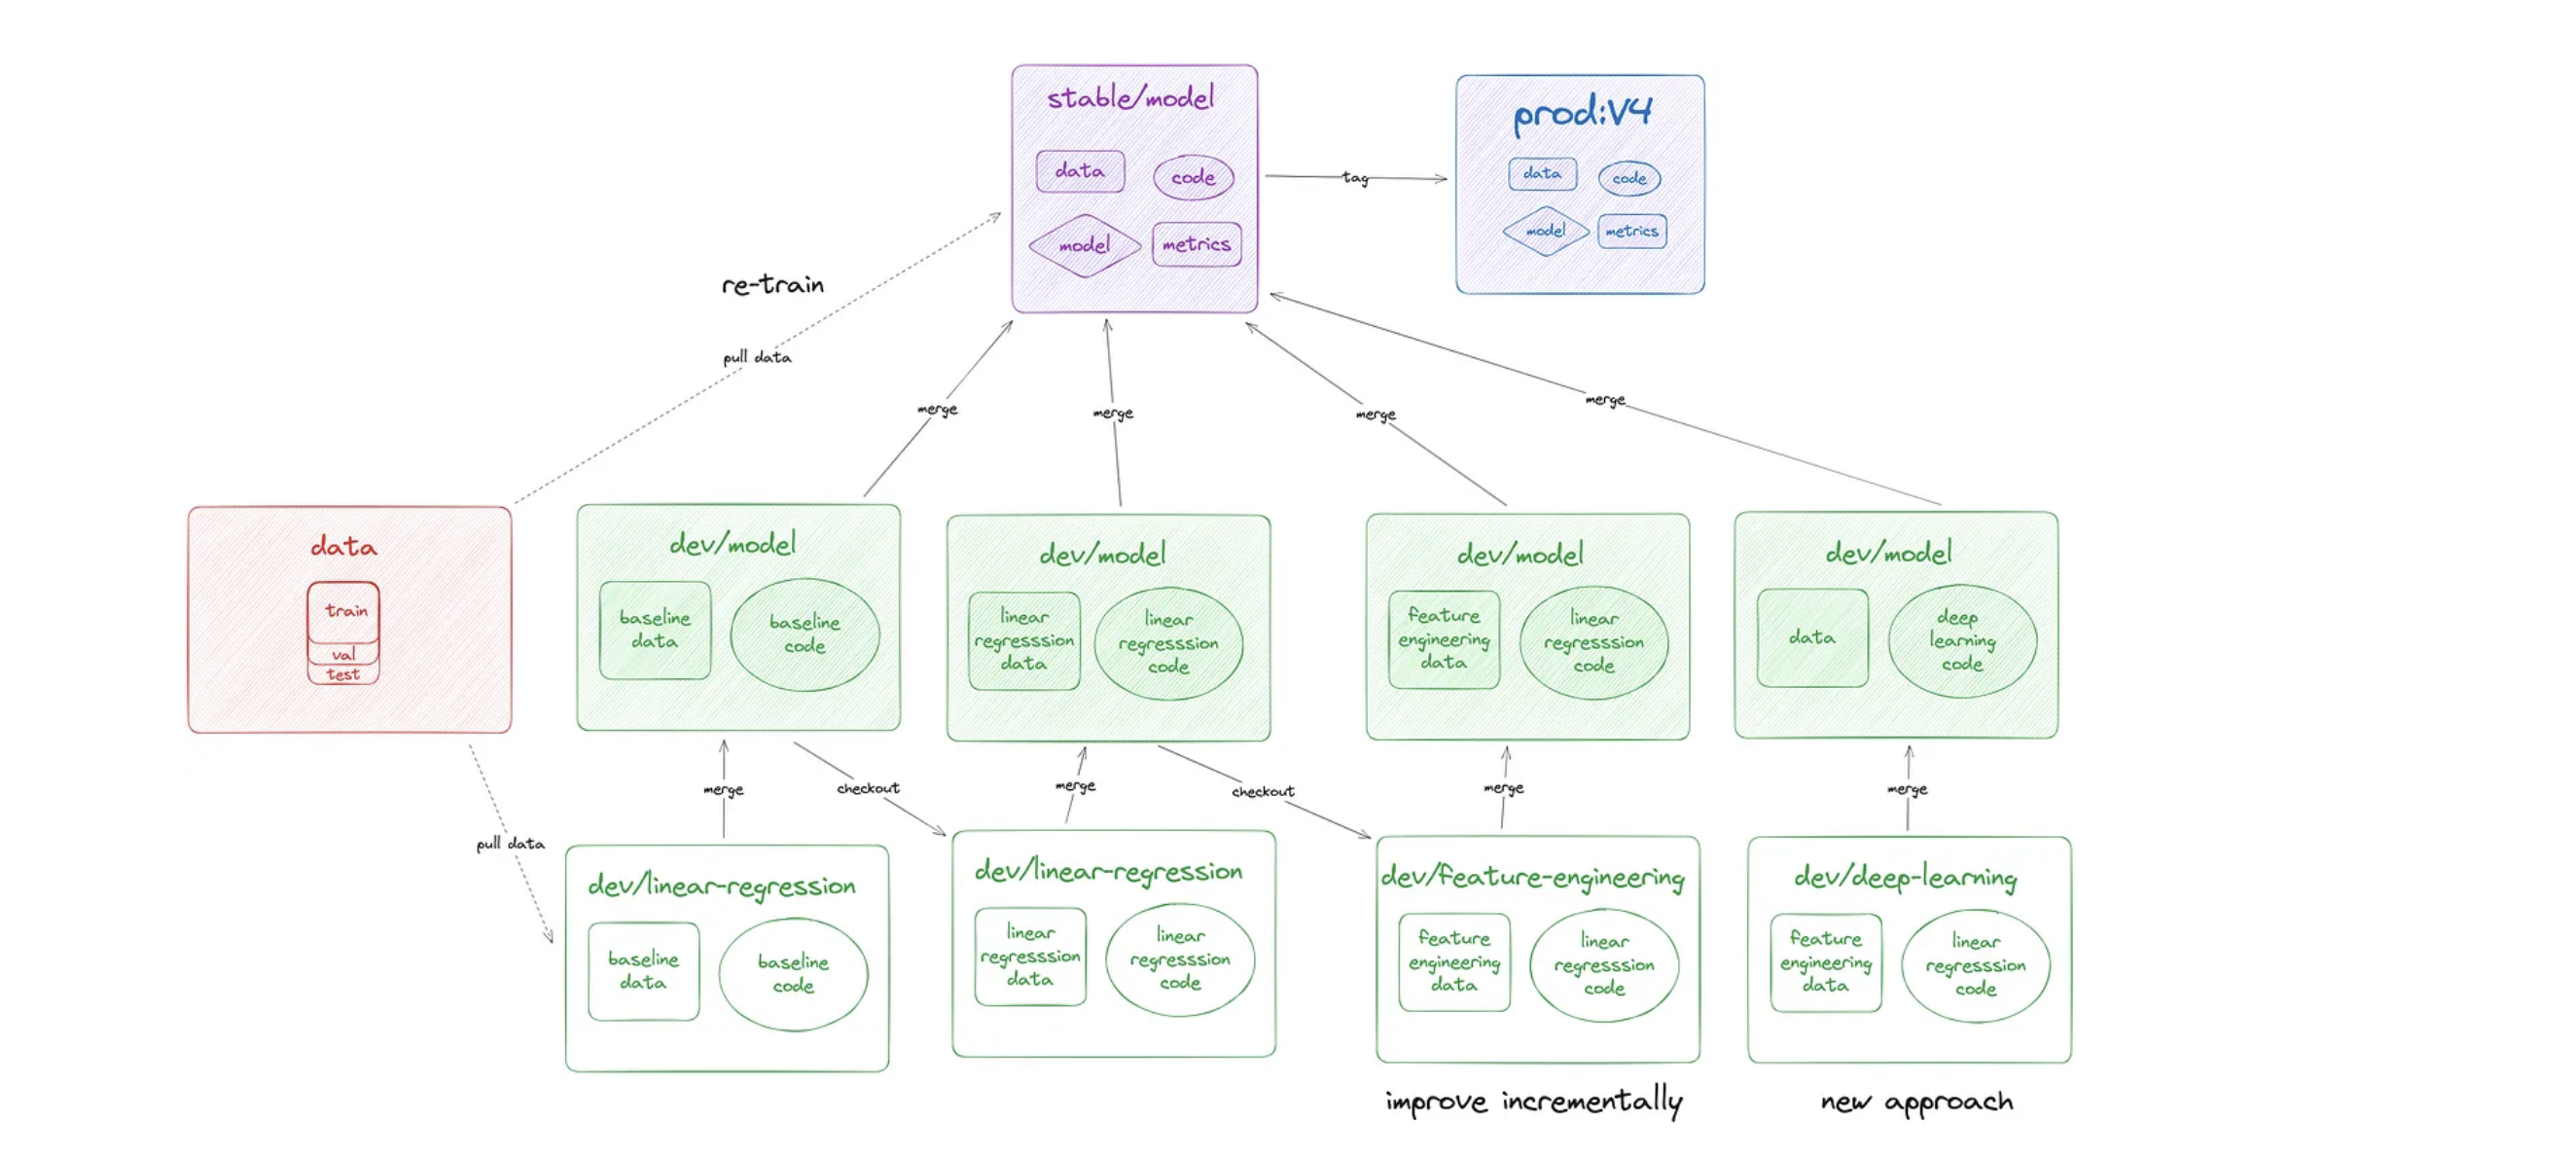 stable/model
data
code
model
metrics
tag
prod:V4
data
code
model
metrics
re-train
pull data
merge
merge
merge
merge
data
train
val
test
dev/model
baseline
data
baseline
code
dev/model
linear
regresssion
data
linear
regresssion
code
dev/model
feature
engineering
data
linear
regresssion
code
dev/model
data
deep
learning
code
pull data
merge
checkout
merge
checkout
merge
merge
dev/linear-regression
baseline
data
baseline
code
dev/linear-regression
linear
regresssion
data
linear
regresssion
code
dev/feature-engineering
feature
engineering
data
linear
regresssion
code
dev/deep-learning
feature
engineering
data
linear
regresssion
code
improve incrementally
new approach